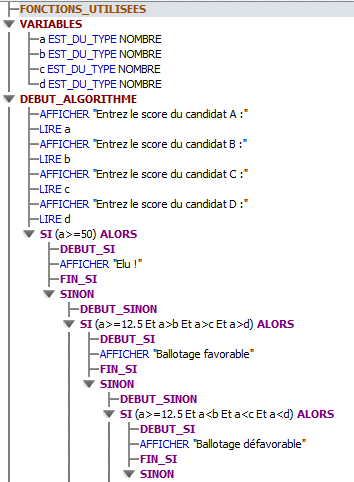 FONCTIONS_UTILISEES
VARIABLES
a EST_DU_TYPE NOMBRE
b EST_DU_TYPE NOMBRE
c EST_DU_TYPE NOMBRE
d EST_DU_TYPE NOMBRE
DEBUT_ALGORITHME
AFFICHER "Entrez le score du candidat A :"
LIRE a
AFFICHER "Entrez le score du candidat B :"
LIRE b
AFFICHER "Entrez le score du candidat C :"
LIRE c
AFFICHER "Entrez le score du candidat D :"
LIRE d
SI (a>=50) ALORS
DEBUT_SI
AFFICHER "Elu !"
FIN_SI
SINON
DEBUT_SINON
SI (a>=12.5 Et a>b Et a>c Et a>d) ALORS
DEBUT_SI
AFFICHER "Ballotage favorable"
FIN_SI
SINON
DEBUT_SINON
SI (a>=12.5 Et a<b Et a<c Et a<d) ALORS
DEBUT_SI
AFFICHER "Ballotage défavorable"
FIN_SI
SINON